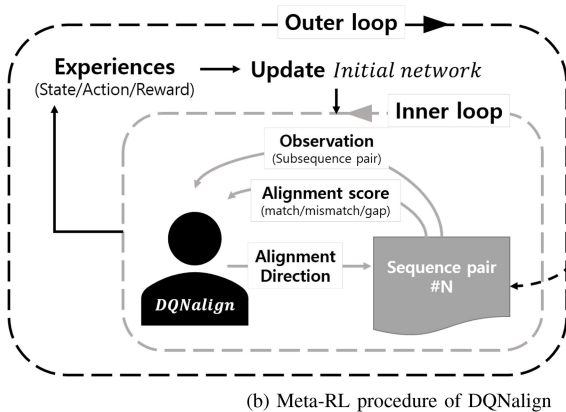 Outer loop
Experiences
(State/Action/Reward)
Update Initial network
Inner loop
Observation
(Subsequence pair)
Alignment score
(match/mismatch/gap)
Alignment
Direction
DQNalign
Sequence pair
#N
(b) Meta-RL procedure of DQNalign